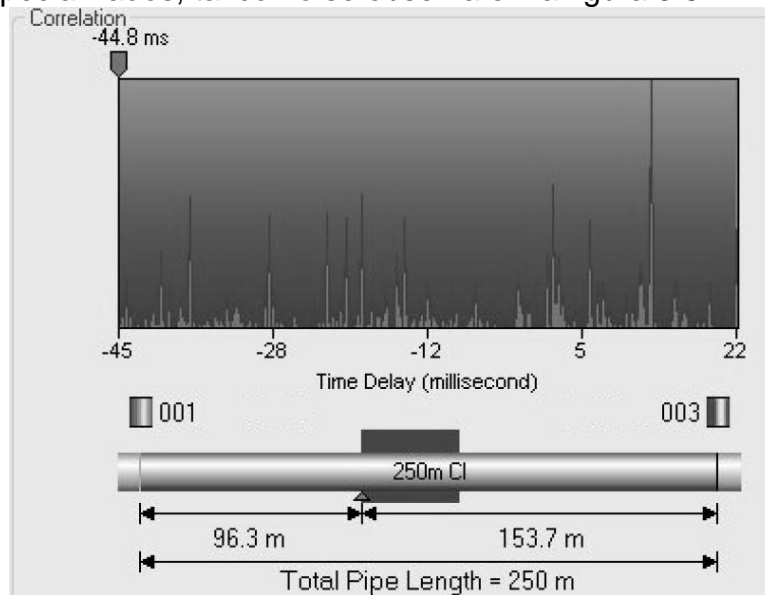 Correlation
-44.8 ms
-45 -28 -12 5 22
Time Delay (millisecond)
001 003
250m CI
96.3 m 153.7 m
Total Pipe Length = 250 m